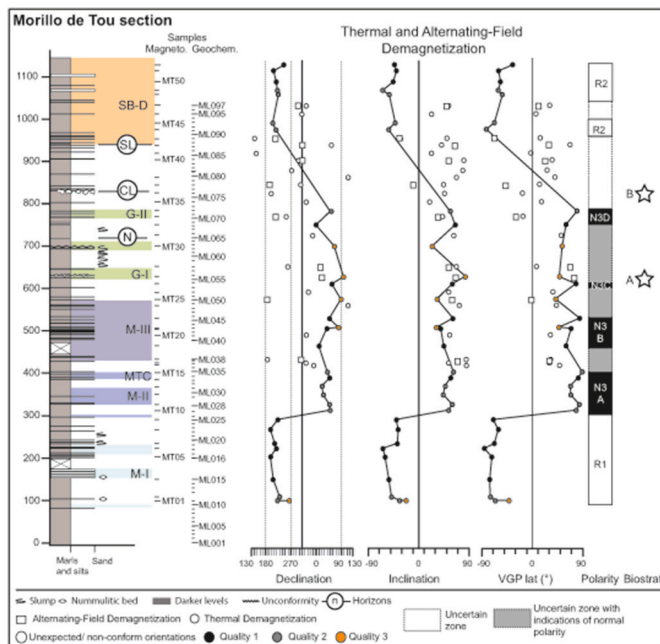 Morillo de Tou section
Samples
Magneto. Geochem.
Thermal and Alternating-Field
Demagnetization
1100
1000
900
800
700
600
500
400
300
200
100
0
SB-D
SL
CL
G-II
N
G-I
M-III
MTC
M-II
M-I
MT50
MT45
MT40
MT35
MT30
MT25
MT20
MT15
MT10
MT05
MT01
ML097
ML095
ML090
ML085
ML080
ML075
ML070
ML065
ML060
ML055
ML050
ML045
ML040
ML038
ML035
ML030
ML028
ML025
ML020
ML016
ML015
ML010
ML005
ML001
R2
R2
N3D
N3C
N3
B
N3
A
R1
B
A
Marls
and silts
Sand
130 180 270 0 90 130
Declination
-90 0 90
Inclination
-90 0 90
VGP lat (°)
Polarity
Biostrat
Slump
Nummulitic bed
Darker levels
Unconformity
n
Horizons
Alternating-Field Demagnetization
Thermal Demagnetization
Unexpected/ non-conform orientations
Quality 1
Quality 2
Quality 3
Uncertain
zone
Uncertain zone with
indications of normal
polarity